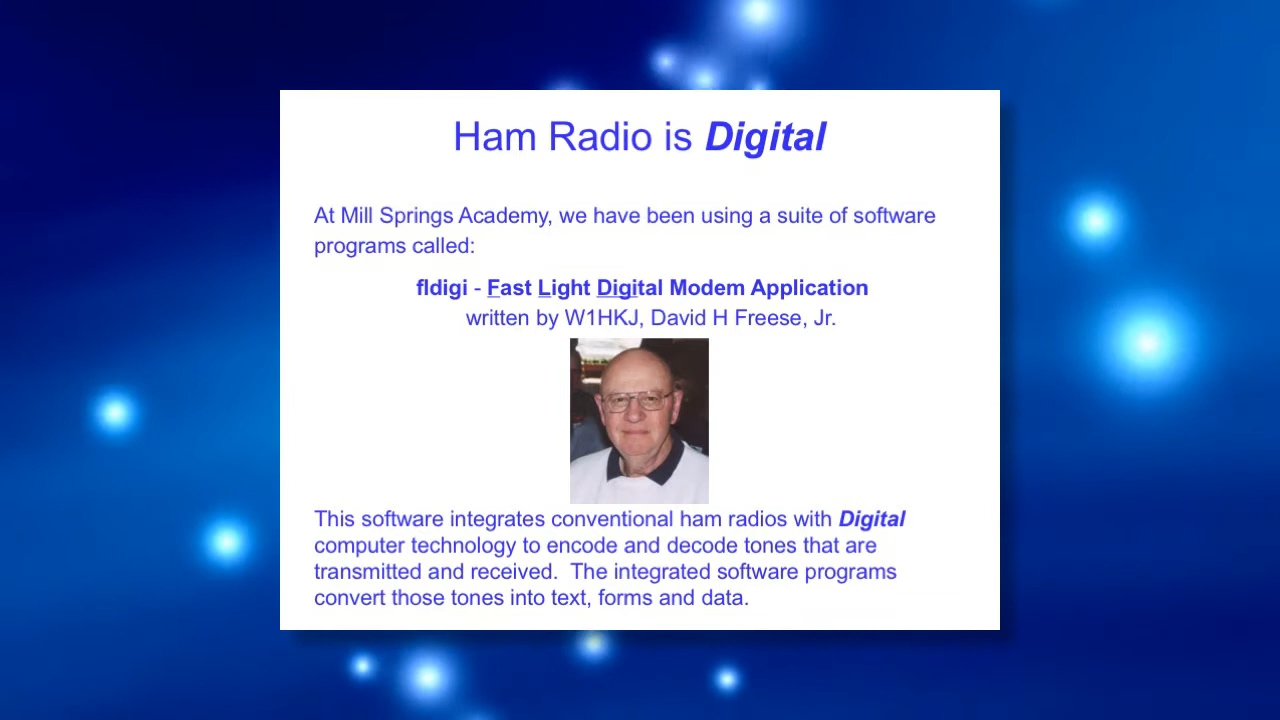 Ham Radio is Digital
At Mill Springs Academy, we have been using a suite of software
programs called:
fldigi - Fast Light Digital Modem Application
written by W1HKJ, David H Freese, Jr.
This software integrates conventional ham radios with Digital
computer technology to encode and decode tones that are
transmitted and received.  The integrated software programs
convert those tones into text, forms and data.